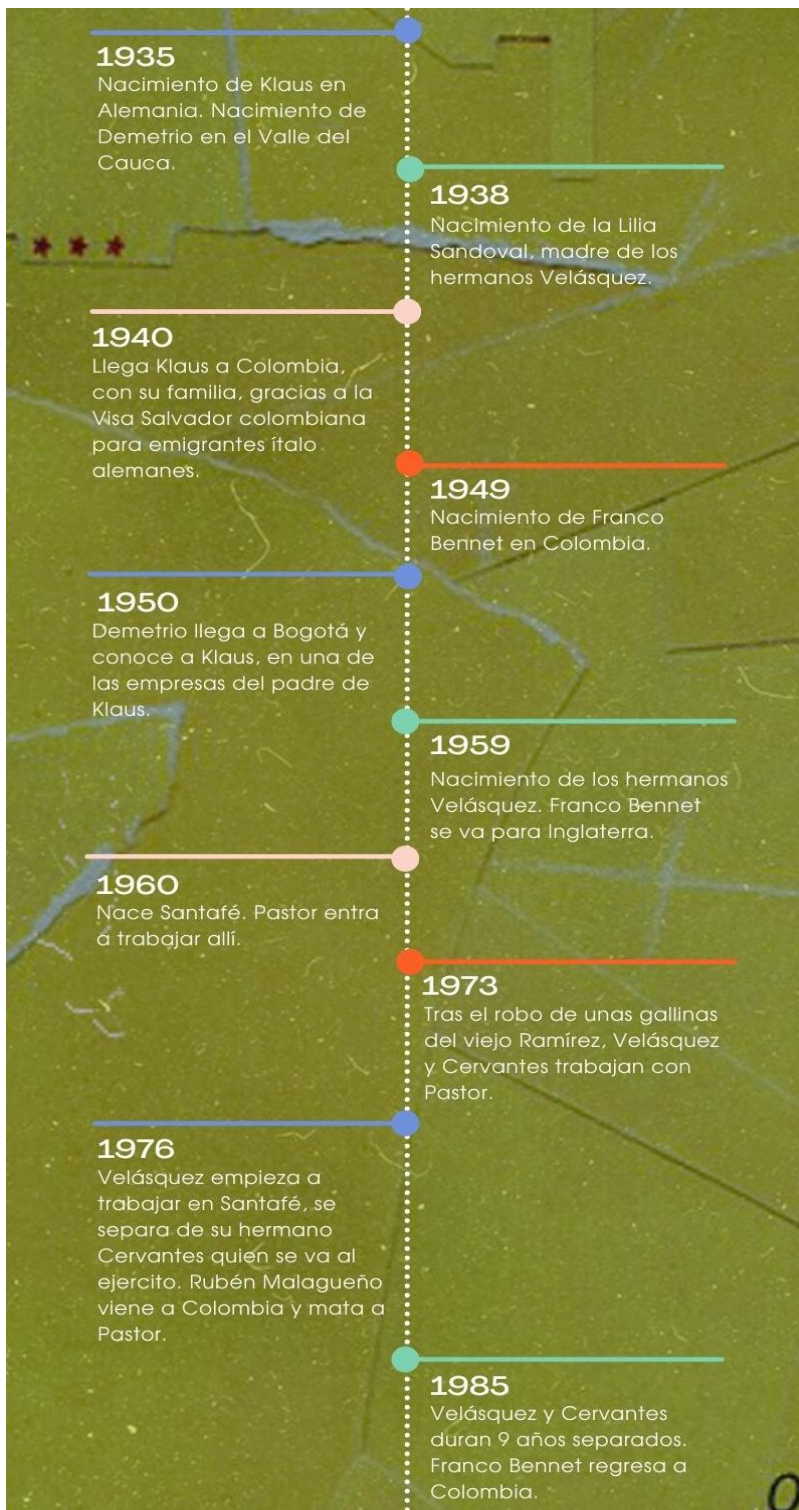 1935
Nacimiento de Klaus en
Alemania. Nacimiento de
Demetrio en el Valle del
Cauca.
1938
Nacimiento de la Lilia
Sandoval, madre de los
hermanos Velásquez.
1940
Llega Klaus a Colombia,
con su familia, gracias a la
Visa Salvador colombiana
para emigrantes ítalo
alemanes.
1949
Nacimiento de Franco
Bennet en Colombia.
1950
Demetrio llega a Bogotá y
conoce a Klaus, en una de
las empresas del padre de
Klaus.
1959
Nacimiento de los hermanos
Velásquez. Franco Bennet
se va para Inglaterra.
1960
Nace Santafé. Pastor entra
a trabajar allí.
1973
Tras el robo de unas gallinas
del viejo Ramírez, Velásquez
y Cervantes trabajan con
Pastor.
1976
Velásquez empieza a
trabajar en Santafé, se
separa de su hermano
Cervantes quien se va al
ejercito. Rubén Malagueño
viene a Colombia y mata a
Pastor.
1985
Velásquez y Cervantes
duran 9 años separados.
Franco Bennet regresa a
Colombia.